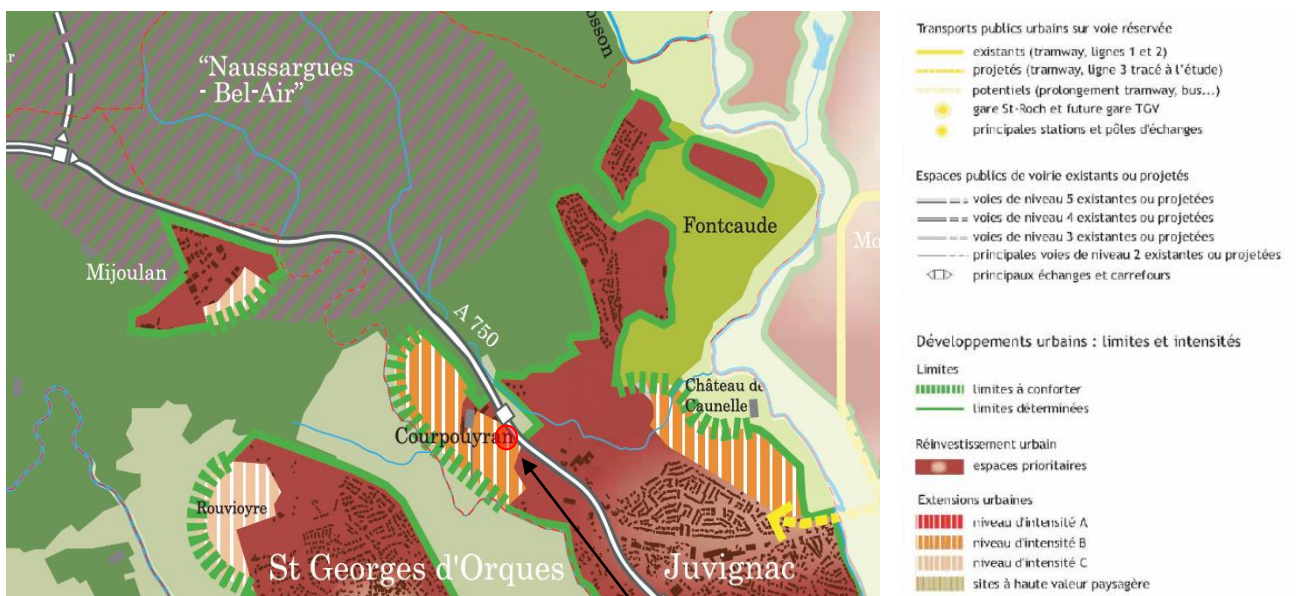 osson
"Naussargues
- Bel-Air"
Fontcaude
Mo
Mijoulan
A 750
Château de
Caunelle
Courpouyran
Rouvioyre
St Georges d'Orques
Juvignac
Transports publics urbains sur voie réservée
existants (tramway, lignes 1 et 2)
projetés (tramway, ligne 3 tracé à l'étude)
potentiels (prolongement tramway, bus...)
gare St-Roch et future gare TGV
principales stations et pôles d'échanges
Espaces publics de voirie existants ou projetés
voies de niveau 5 existantes ou projetées
voies de niveau 4 existantes ou projetées
voies de niveau 3 existantes ou projetées
principales voies de niveau 2 existantes ou projetées
principaux échanges et carrefours
Développements urbains : limites et intensités
Limites
limites à conforter
limites déterminées
Réinvestissement urbain
espaces prioritaires
Extensions urbaines
niveau d'intensité A
niveau d'intensité B
niveau d'intensité C
sites à haute valeur paysagère